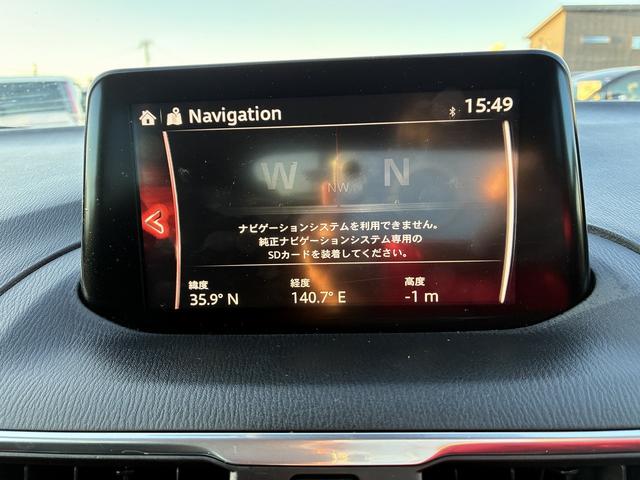 Navigation
15:49
W NW N
ナビゲーションシステムを利用できません。
純正ナビゲーションシステム専用の
SDカードを装着してください。
緯度 経度 高度
35.9° N 140.7° E -1 m